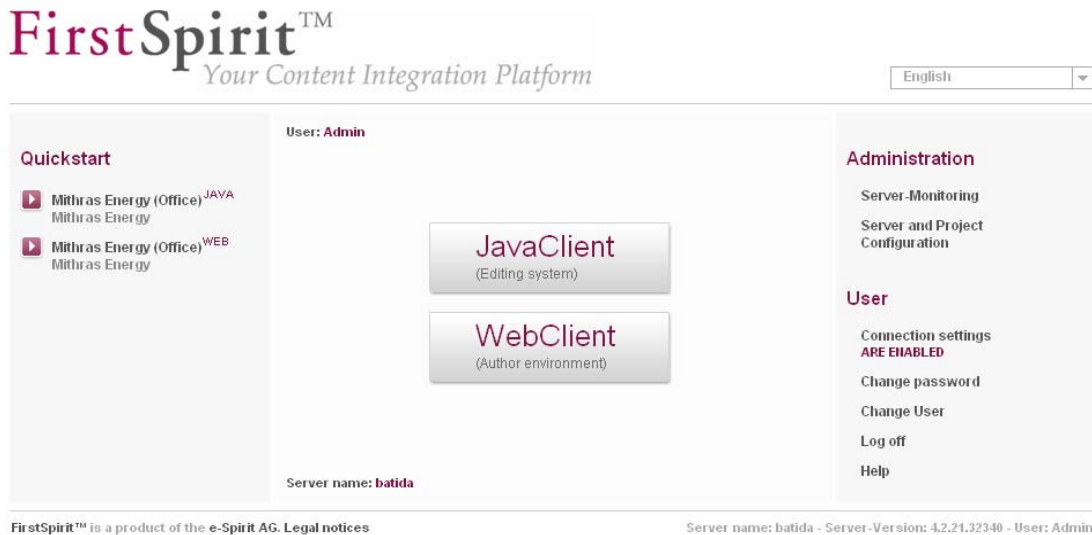 FirstSpirit™
Your Content Integration Platform
English
Quickstart
Mithras Energy (Office) JAVA
Mithras Energy
Mithras Energy (Office) WEB
Mithras Energy
User: Admin
JavaClient
(Editing system)
WebClient
(Author environment)
Server name: batida
Administration
Server-Monitoring
Server and Project
Configuration
User
Connection settings
ARE ENABLED
Change password
Change User
Log off
Help
FirstSpirit™ is a product of the e-Spirit AG. Legal notices
Server name: batida - Server-Version: 4.2.21.32340 - User: Admin